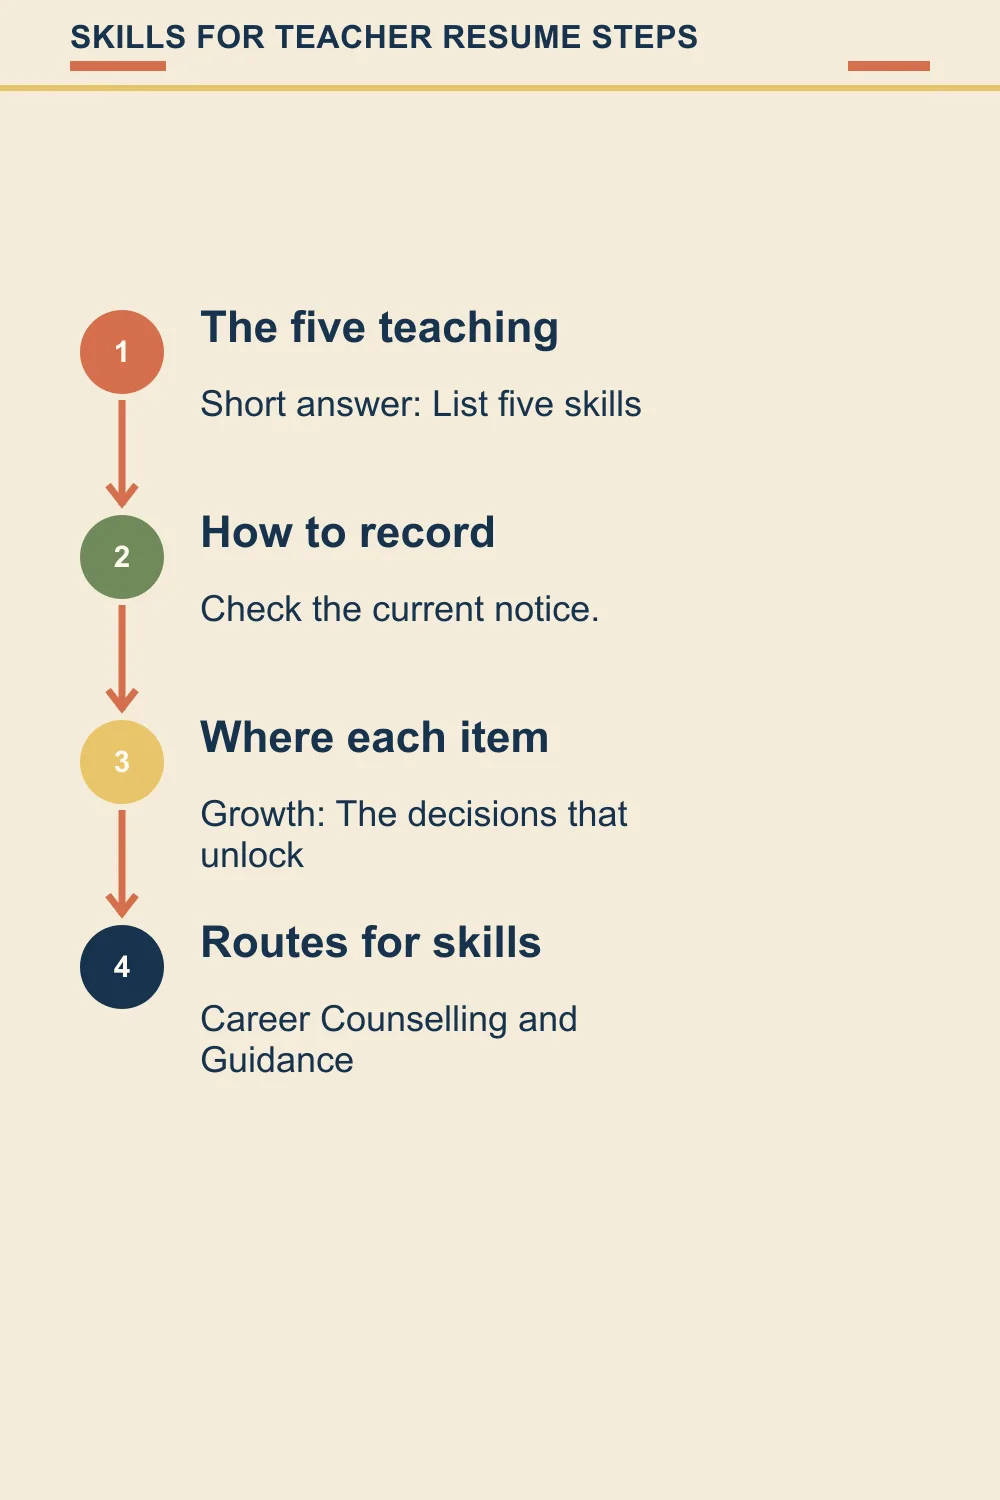 SKILLS FOR TEACHER RESUME STEPS
1
The five teaching
Short answer: List five skills
2
How to record
Check the current notice.
3
Where each item
Growth: The decisions that
unlock
4
Routes for skills
Career Counselling and
Guidance